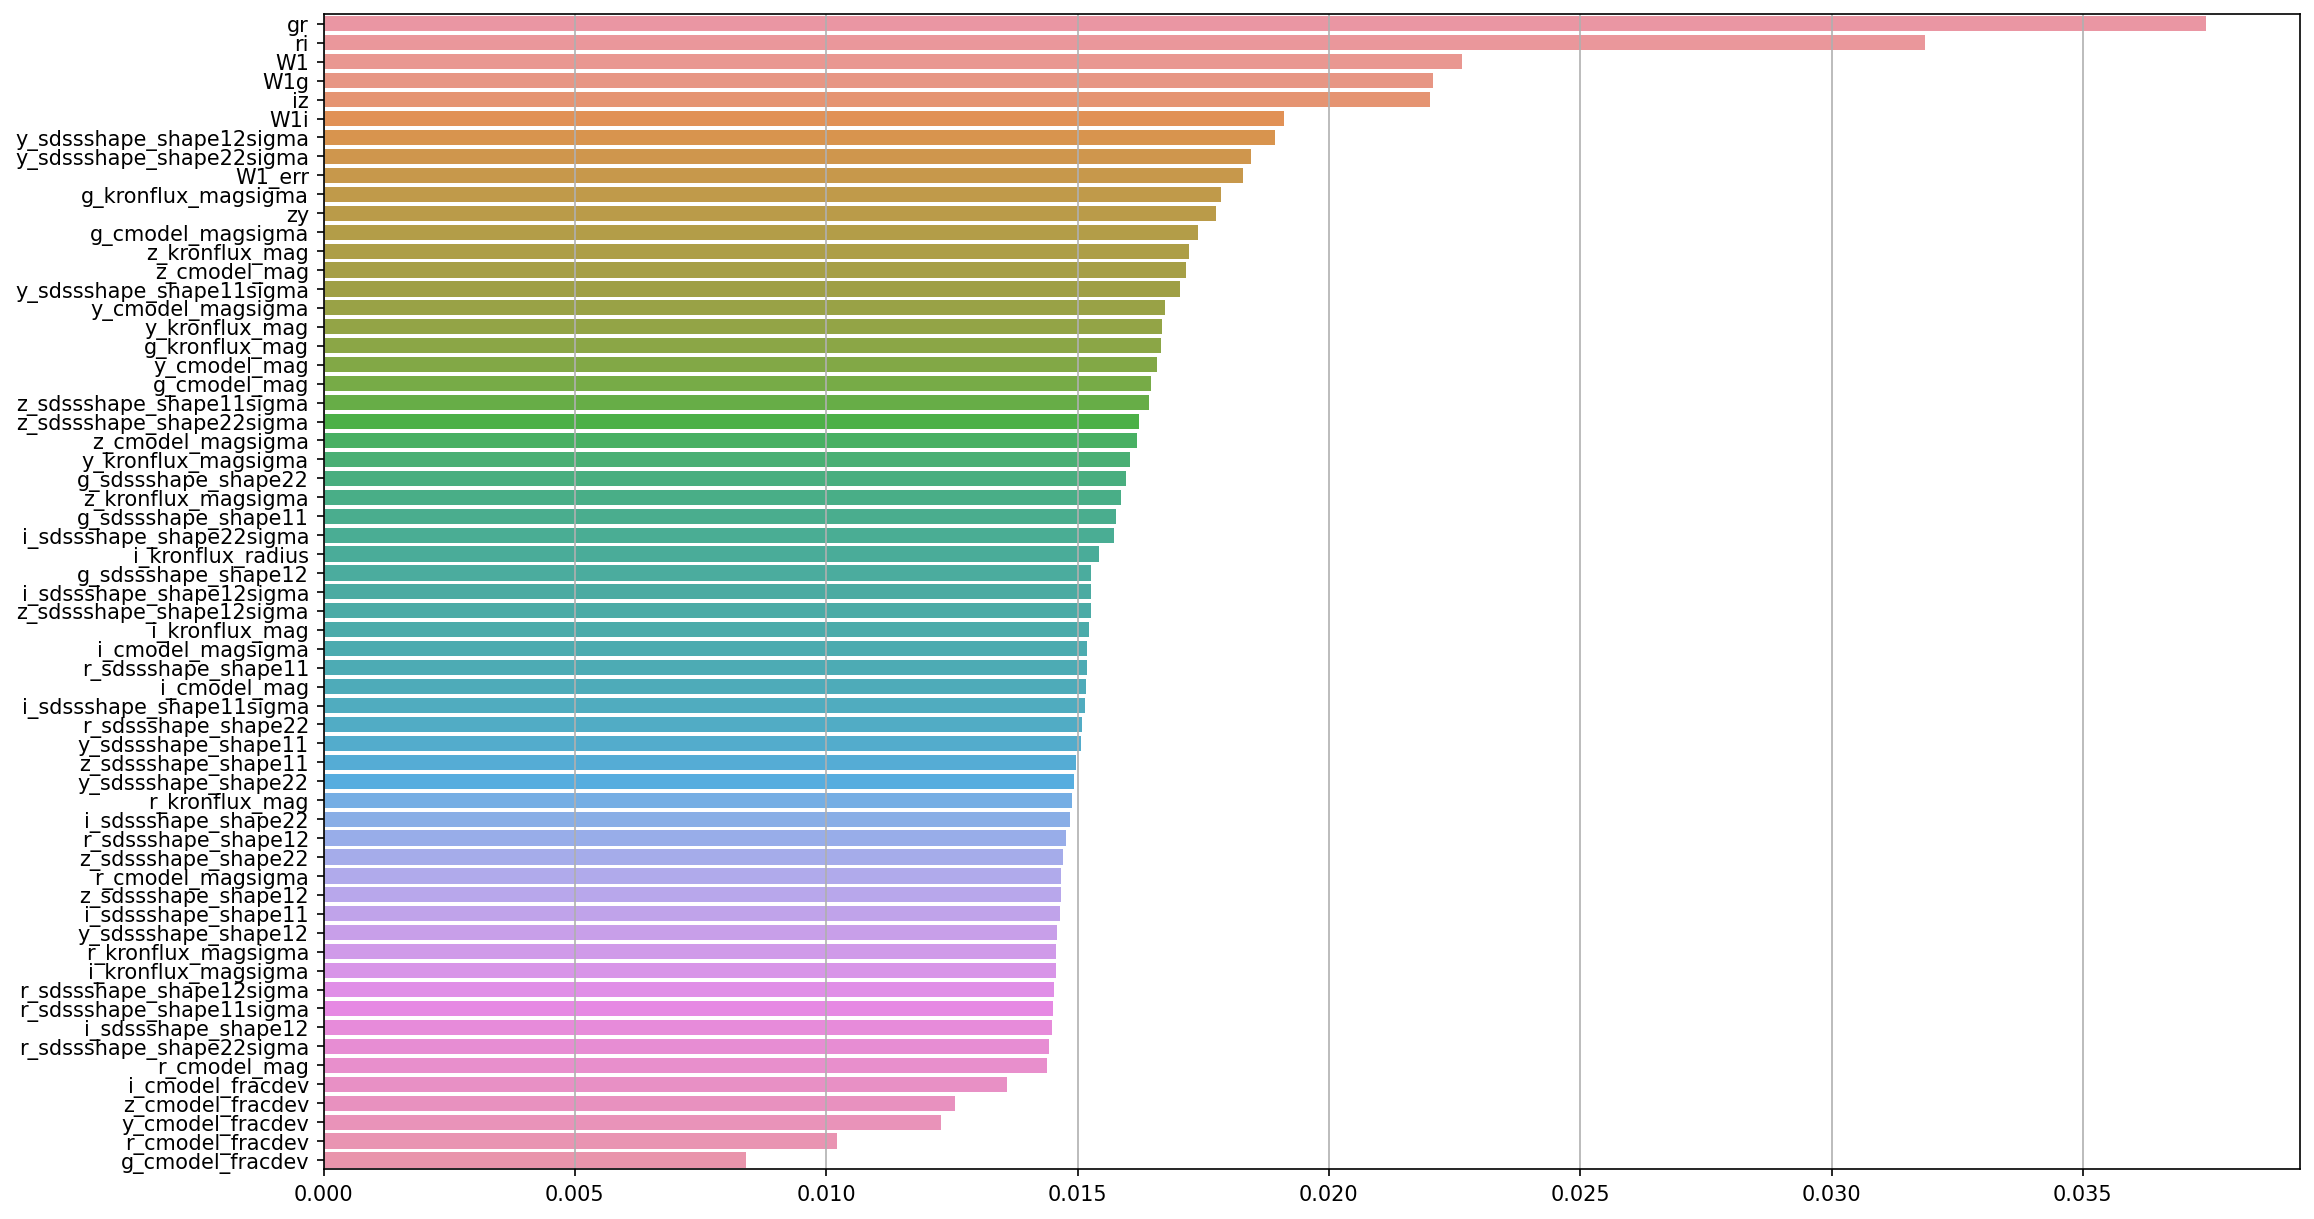 gr
ri
W1
W1g
iz
W1i
y_sdssshape_shape12sigma
y_sdssshape_shape22sigma
W1_err
g_kronflux_magsigma
zy
g_cmodel_magsigma
z_kronflux_mag
z_cmodel_mag
y_sdssshape_shape11sigma
y_cmodel_magsigma
y_kronflux_mag
g_kronflux_mag
y_cmodel_mag
g_cmodel_mag
z_sdssshape_shape11sigma
z_sdssshape_shape22sigma
z_cmodel_magsigma
y_kronflux_magsigma
g_sdssshape_shape22
z_kronflux_magsigma
g_sdssshape_shape11
i_sdssshape_shape22sigma
i_kronflux_radius
g_sdssshape_shape12
i_sdssshape_shape12sigma
z_sdssshape_shape12sigma
i_kronflux_mag
i_cmodel_magsigma
r_sdssshape_shape11
i_cmodel_mag
i_sdssshape_shape11sigma
r_sdssshape_shape22
y_sdssshape_shape11
z_sdssshape_shape11
y_sdssshape_shape22
r_kronflux_mag
i_sdssshape_shape22
r_sdssshape_shape12
z_sdssshape_shape22
r_cmodel_magsigma
z_sdssshape_shape12
i_sdssshape_shape11
y_sdssshape_shape12
r_kronflux_magsigma
i_kronflux_magsigma
r_sdssshape_shape12sigma
r_sdssshape_shape11sigma
i_sdssshape_shape12
r_sdssshape_shape22sigma
r_cmodel_mag
i_cmodel_fracdev
z_cmodel_fracdev
y_cmodel_fracdev
r_cmodel_fracdev
g_cmodel_fracdev
0.000 0.005 0.010 0.015 0.020 0.025 0.030 0.035